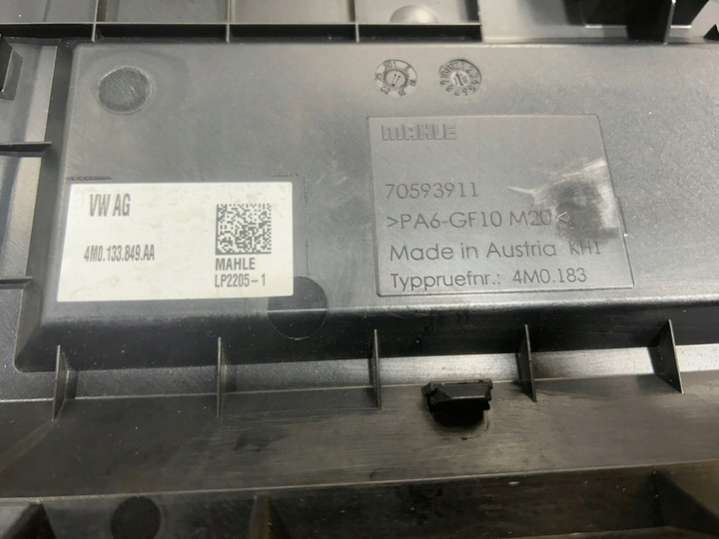 VW AG
4M0.133.849.AA
MAHLE
LP2205-1
MAHLE
70593911
>PA6-GF10 M20<
Made in Austria KH1
Typpruefnr.: 4M0.183